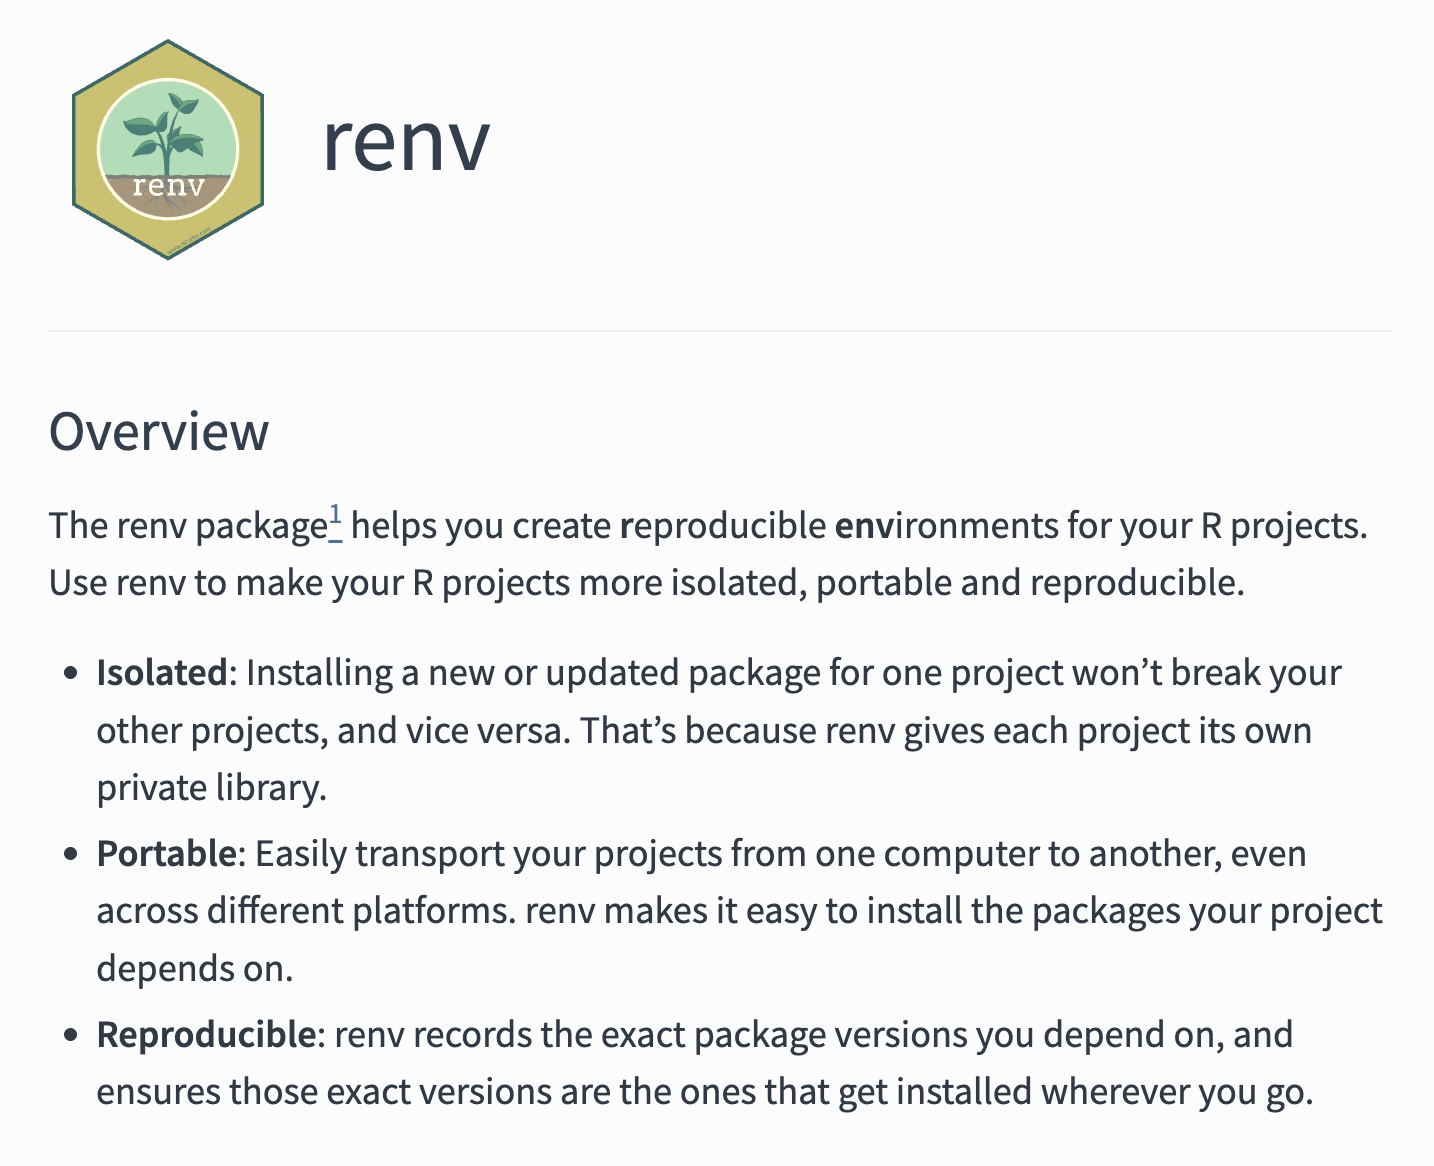 renv
renv
Overview
The renv package1 helps you create reproducible environments for your R projects.
Use renv to make your R projects more isolated, portable and reproducible.
• Isolated: Installing a new or updated package for one project won’t break your
other projects, and vice versa. That’s because renv gives each project its own
private library.
• Portable: Easily transport your projects from one computer to another, even
across different platforms. renv makes it easy to install the packages your project
depends on.
• Reproducible: renv records the exact package versions you depend on, and
ensures those exact versions are the ones that get installed wherever you go.